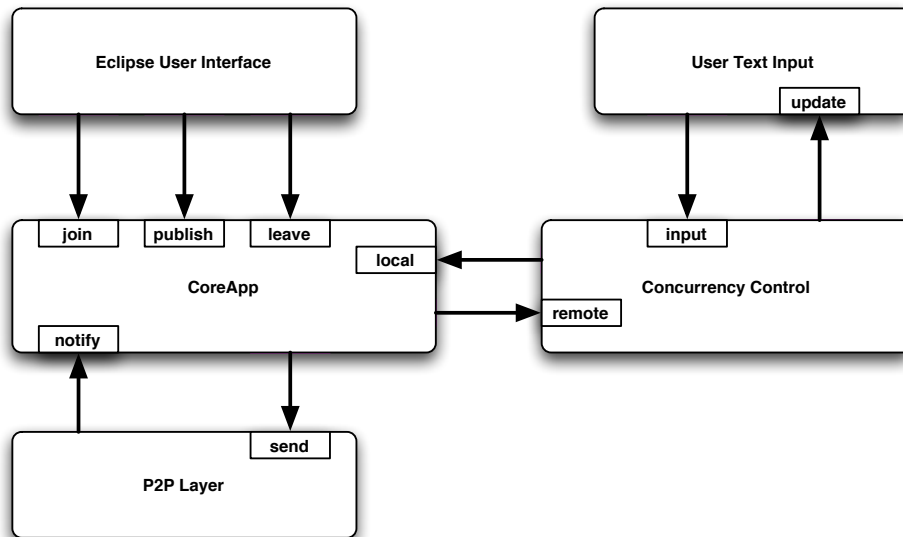 Eclipse User Interface
User Text Input
update
join
publish
leave
input
local
CoreApp
Concurrency Control
remote
notify
send
P2P Layer